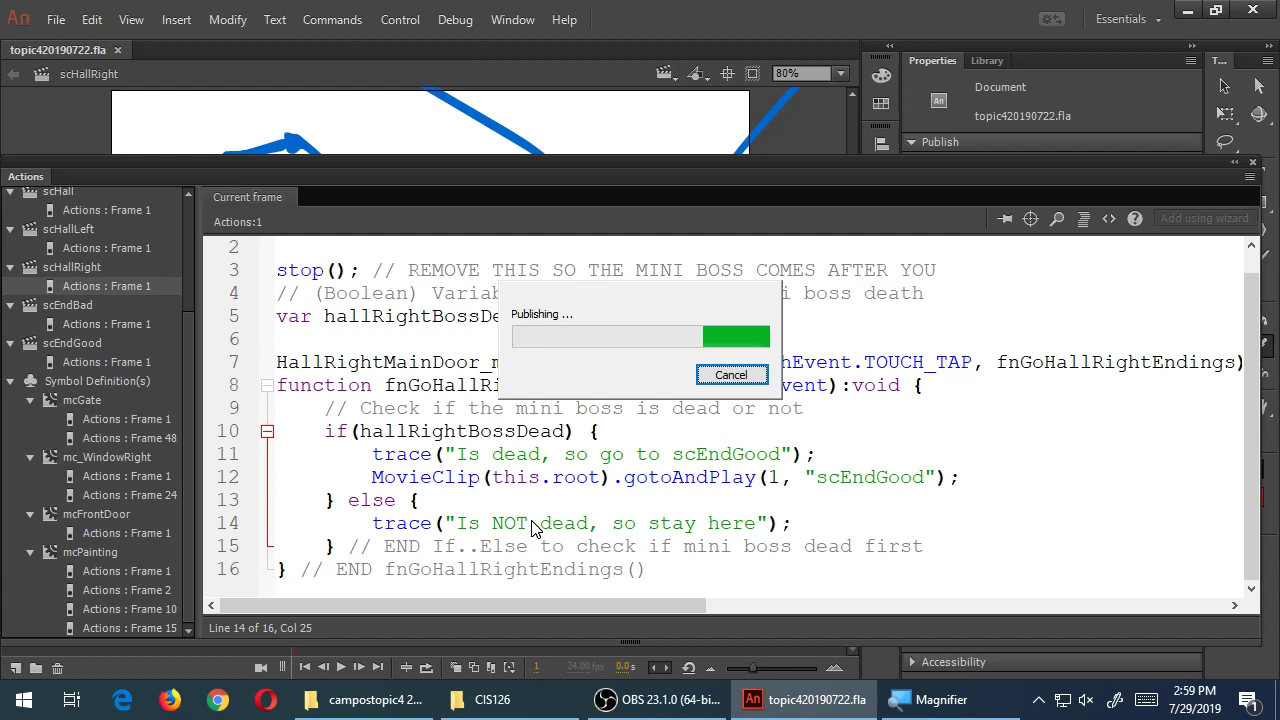 An File Edit View Insert Modify Text Commands Control Debug Window Help Essentials
topic420190722.fla ×
scHallRight 80% Properties Library T...
Document
An topic420190722.fla
Publish
Actions
scHall
Actions : Frame 1
scHallLeft
Actions : Frame 1
scHallRight
Actions : Frame 1
scEndBad
Actions : Frame 1
scEndGood
Actions : Frame 1
Symbol Definition(s)
mcGate
Actions : Frame 1
Actions : Frame 48
mc_WindowRight
Actions : Frame 1
Actions : Frame 24
mcFrontDoor
Actions : Frame 1
mcPainting
Actions : Frame 1
Actions : Frame 2
Actions : Frame 10
Actions : Frame 15
Current frame
Actions:1 Add using wizard
2
3 stop(); // REMOVE THIS SO THE MINI BOSS COMES AFTER YOU
4 // (Boolean) Variab i boss death
5 var hallRightBossDe
6
7 HallRightMainDoor_m hEvent.TOUCH_TAP, fnGoHallRightEndings)
8 function fnGoHallRi vent):void {
9 // Check if the mini boss is dead or not
10 if(hallRightBossDead) {
11 trace("Is dead, so go to scEndGood");
12 MovieClip(this.root).gotoAndPlay(1, "scEndGood");
13 } else {
14 trace("Is NOT dead, so stay here");
15 } // END If..Else to check if mini boss dead first
16 } // END fnGoHallRightEndings()
Publishing ...
Cancel
Line 14 of 16, Col 25
1 24.00 fps 0.0 s
Accessibility
campostopic4 2... CIS126 OBS 23.1.0 (64-bi... An topic420190722.fla Magnifier
2:59 PM
7/29/2019
1